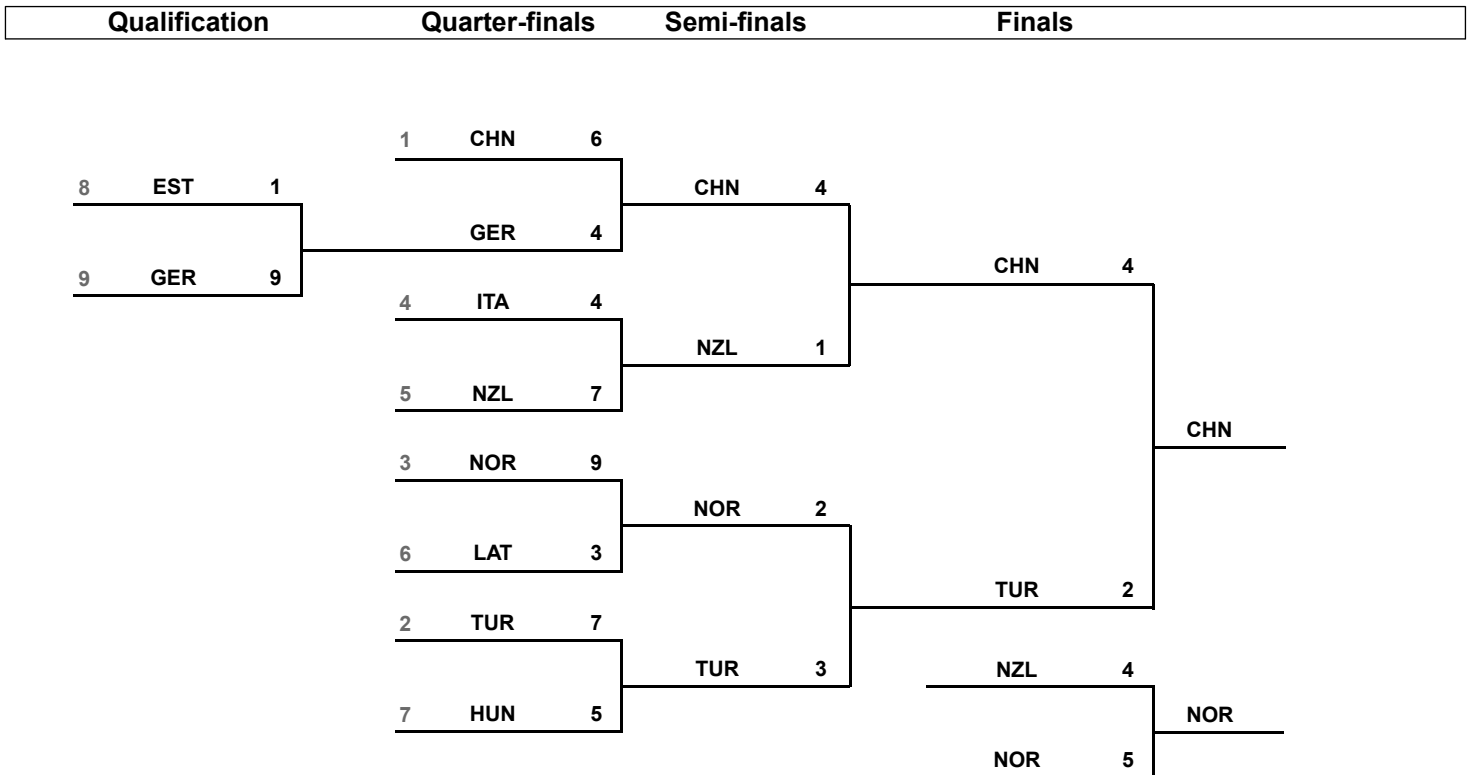 Qualification Quarter-finals Semi-finals Finals
1 CHN 6
8 EST 1
CHN 4
GER 4
CHN 4
9 GER 9
4 ITA 4
NZL 1
5 NZL 7
CHN
3 NOR 9
NOR 2
6 LAT 3
TUR 2
2 TUR 7
TUR 3
NZL 4
7 HUN 5
NOR
NOR 5